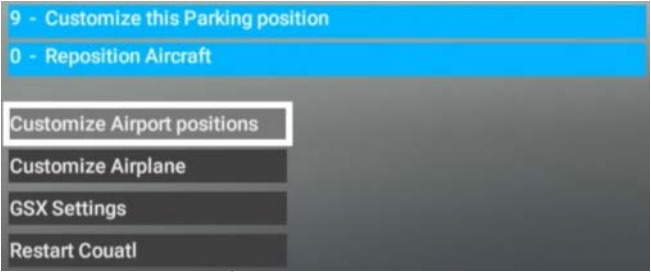 9 - Customize this Parking position
0 - Reposition Aircraft
Customize Airport positions
Customize Airplane
GSX Settings
Restart Couatl